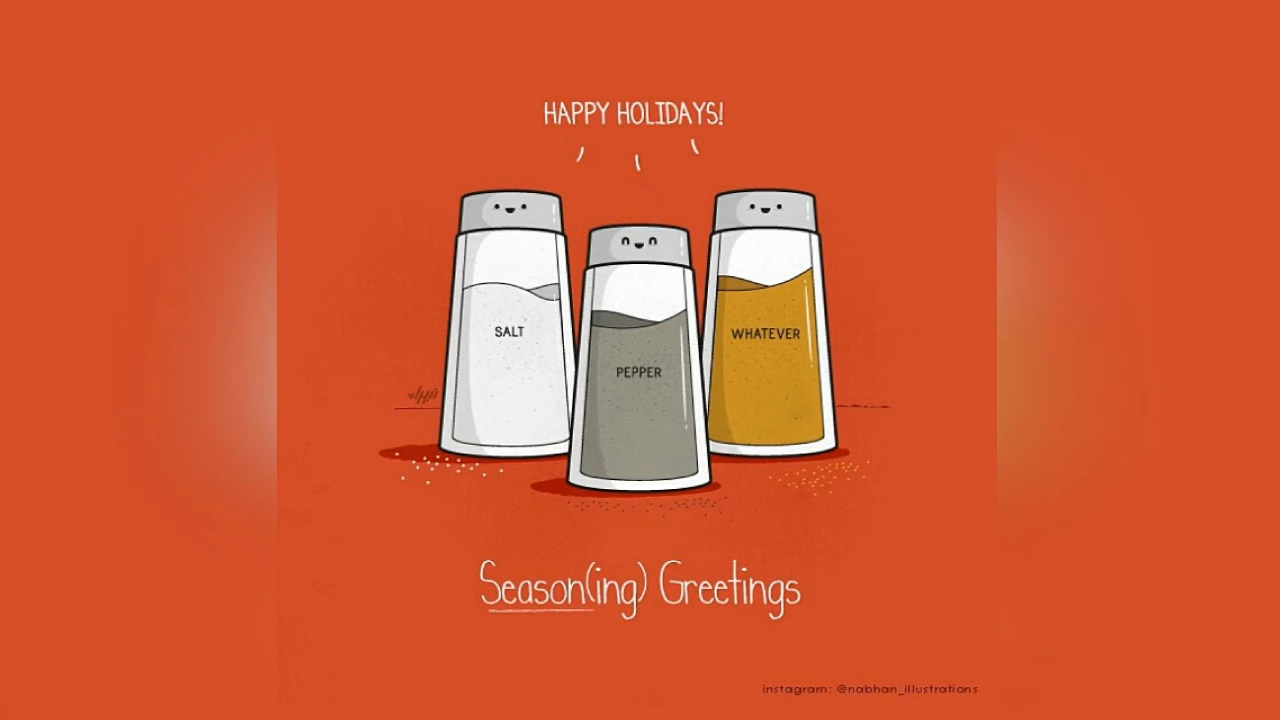 HAPPY HOLIDAYS!
SALT
PEPPER
WHATEVER
Season(ing) Greetings
instagram: @nabhan_illustrations